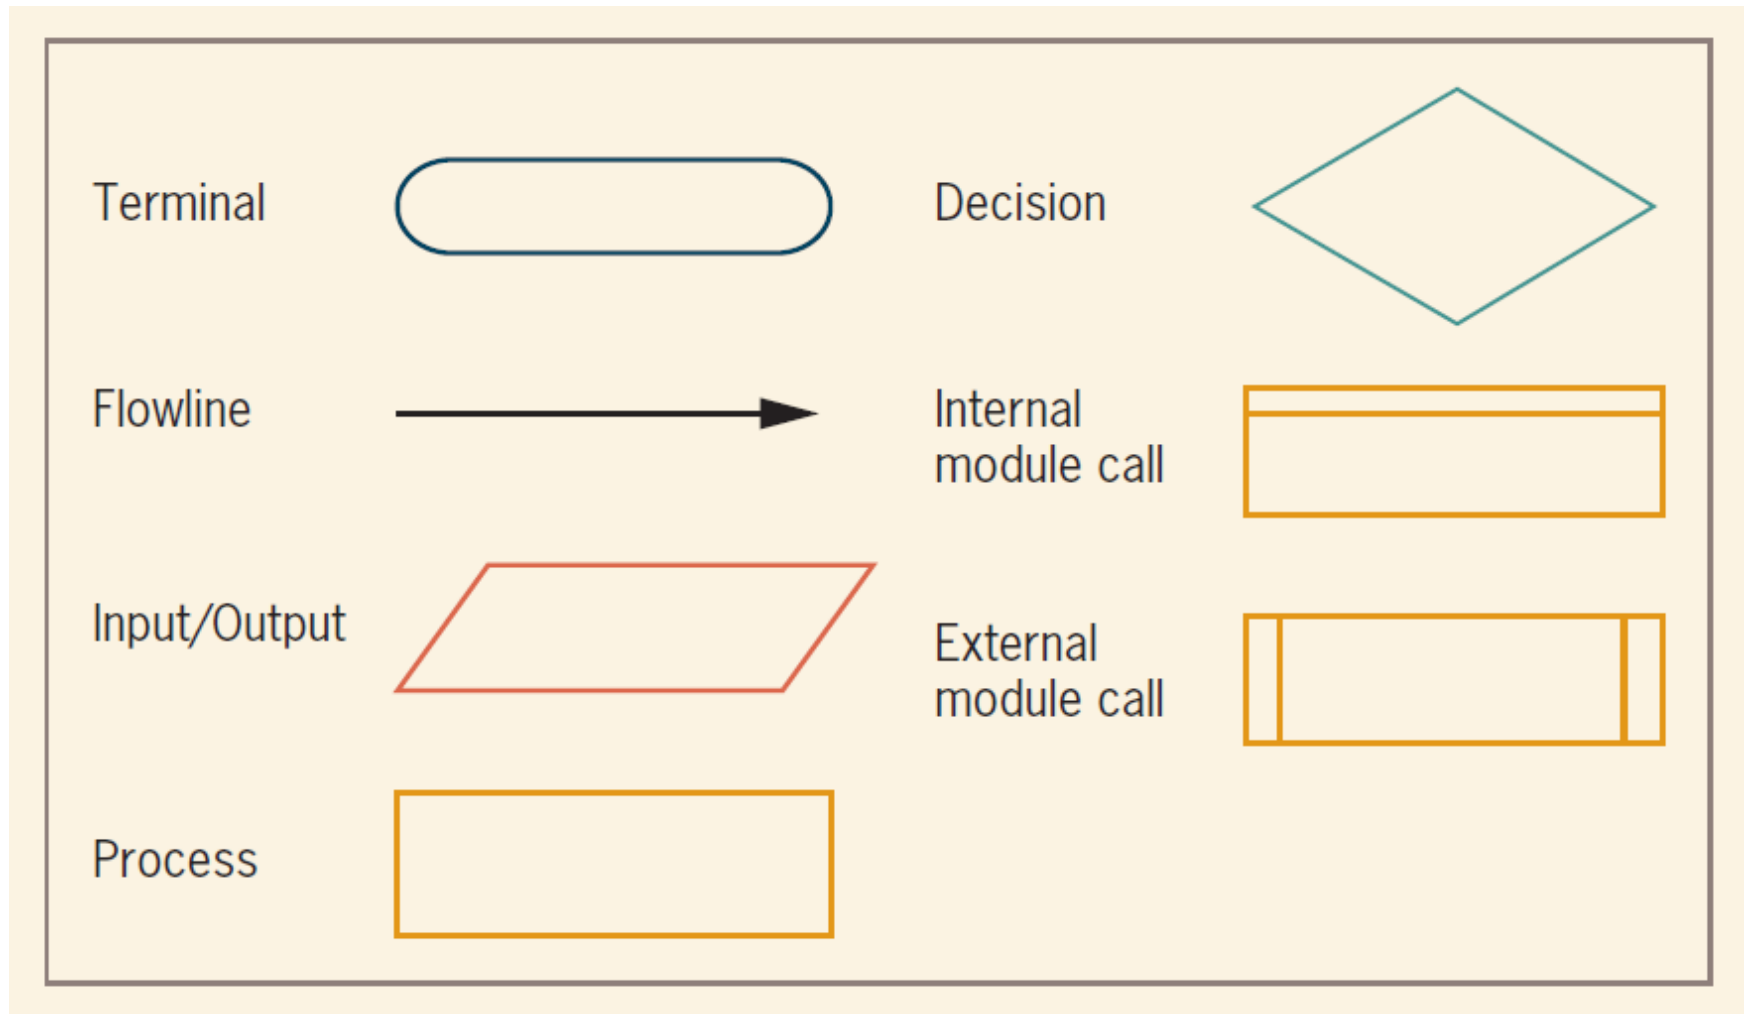 Terminal
Flowline
Input/Output
Process
Decision
Internal
module call
External
module call